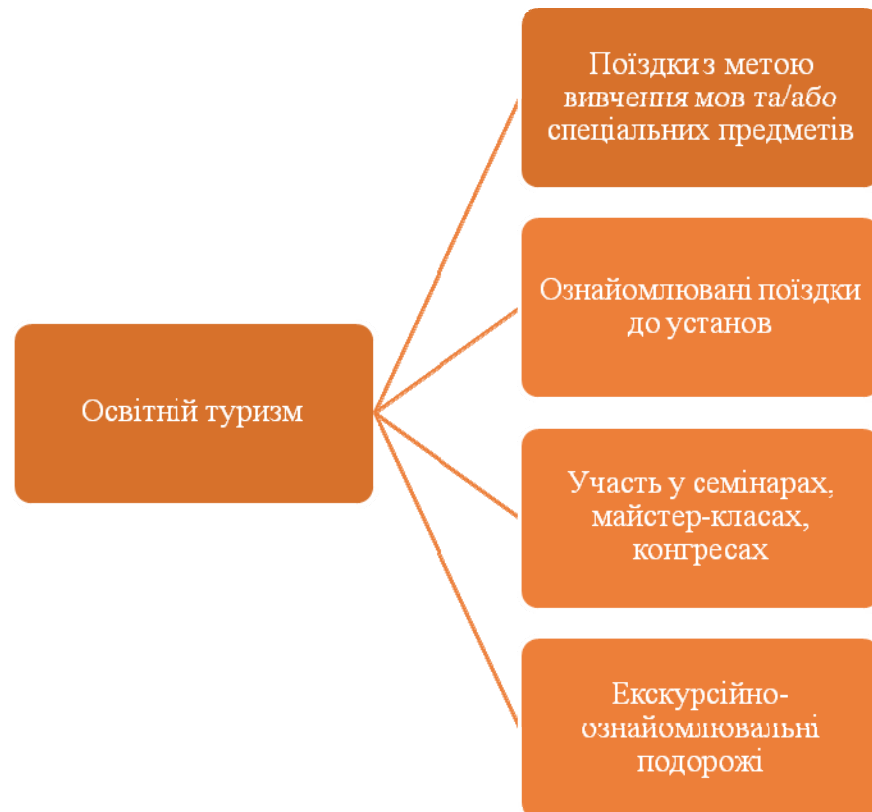 Поїздки з метою
вивчення мов та/або
спеціальних предметів
Ознайомлювані поїздки
до установ
Освітній туризм
Участь у семінарах,
майстер-класах,
конгресах
Екскурсійно-
ознайомлювальні
подорожі